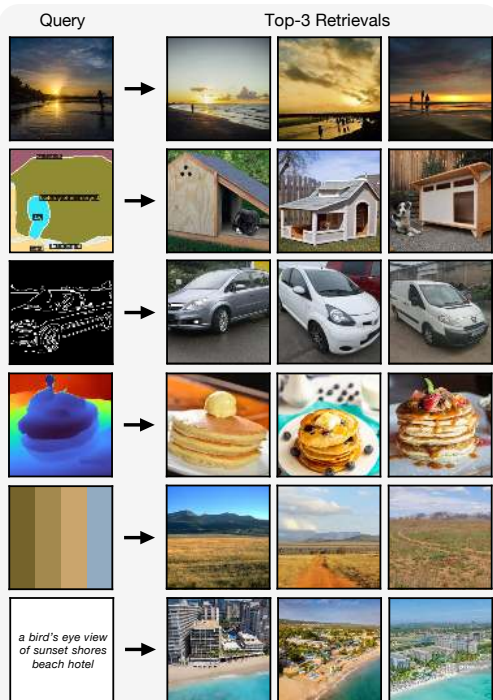 Query
Top-3 Retrievals
a bird's eye view
of sunset shores
beach hotel